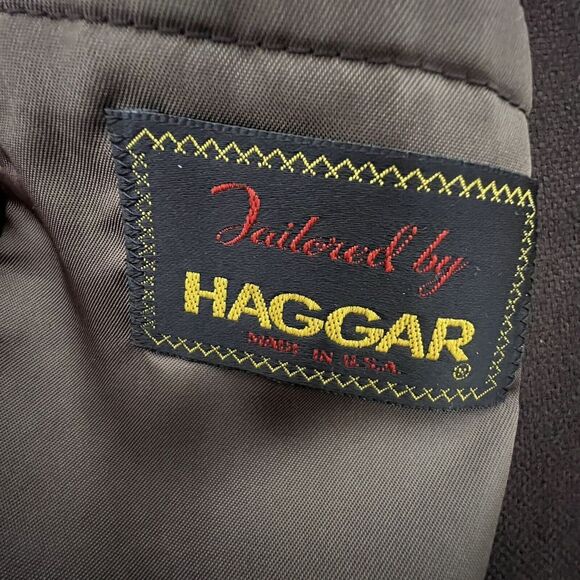 Tailored by
HAGGAR
MADE IN U.S.A.
®